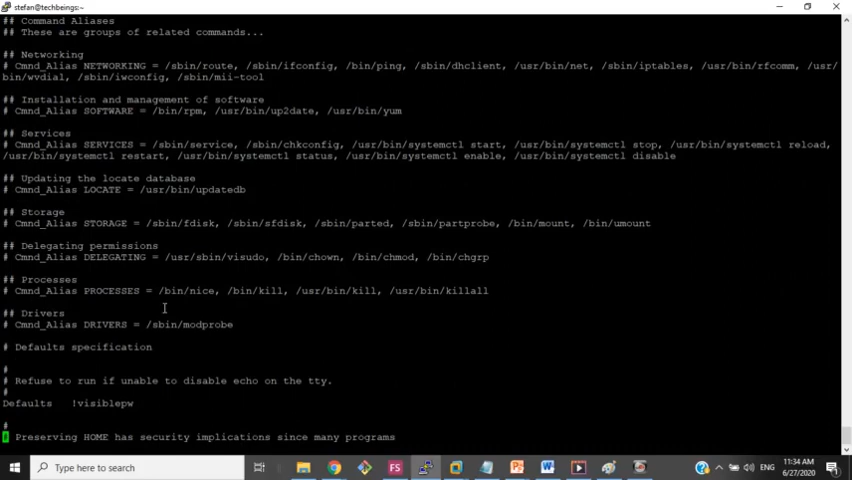 stefan@techbeings:~
## Command Aliases
## These are groups of related commands...
## Networking
# Cmnd_Alias NETWORKING = /sbin/route, /sbin/ifconfig, /bin/ping, /sbin/dhclient, /usr/bin/net, /sbin/iptables, /usr/bin/rfcomm, /usr/
bin/wvdial, /sbin/iwconfig, /sbin/mii-tool
## Installation and management of software
# Cmnd_Alias SOFTWARE = /bin/rpm, /usr/bin/up2date, /usr/bin/yum
## Services
# Cmnd_Alias SERVICES = /sbin/service, /sbin/chkconfig, /usr/bin/systemctl start, /usr/bin/systemctl stop, /usr/bin/systemctl reload,
/usr/bin/systemctl restart, /usr/bin/systemctl status, /usr/bin/systemctl enable, /usr/bin/systemctl disable
## Updating the locate database
# Cmnd_Alias LOCATE = /usr/bin/updatedb
## Storage
# Cmnd_Alias STORAGE = /sbin/fdisk, /sbin/sfdisk, /sbin/parted, /sbin/partprobe, /bin/mount, /bin/umount
## Delegating permissions
# Cmnd_Alias DELEGATING = /usr/sbin/visudo, /bin/chown, /bin/chmod, /bin/chgrp
## Processes
# Cmnd_Alias PROCESSES = /bin/nice, /bin/kill, /usr/bin/kill, /usr/bin/killall
## Drivers
# Cmnd_Alias DRIVERS = /sbin/modprobe
# Defaults specification
#
# Refuse to run if unable to disable echo on the tty.
#
Defaults   !visiblepw
#
# Preserving HOME has security implications since many programs
Type here to search
FS
ENG
11:34 AM
6/27/2020